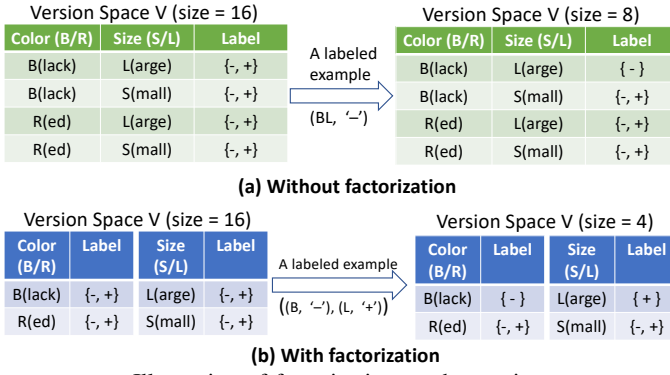 Version Space V (size = 16)
Color (B/R) Size (S/L) Label
B(lack) L(arge) {-, +}
B(lack) S(mall) {-, +}
R(ed) L(arge) {-, +}
R(ed) S(mall) {-, +}
A labeled
example
(BL, ‘–’)
Version Space V (size = 8)
Color (B/R) Size (S/L) Label
B(lack) L(arge) { - }
B(lack) S(mall) {-, +}
R(ed) L(arge) {-, +}
R(ed) S(mall) {-, +}
(a) Without factorization
Version Space V (size = 16)
Color (B/R) Label Size (S/L) Label
B(lack) {-, +} L(arge) {-, +}
R(ed) {-, +} S(mall) {-, +}
A labeled example
((B, ‘–’), (L, ‘+’))
Version Space V (size = 4)
Color (B/R) Label Size (S/L) Label
B(lack) { - } L(arge) { + }
R(ed) {-, +} S(mall) {-, +}
(b) With factorization